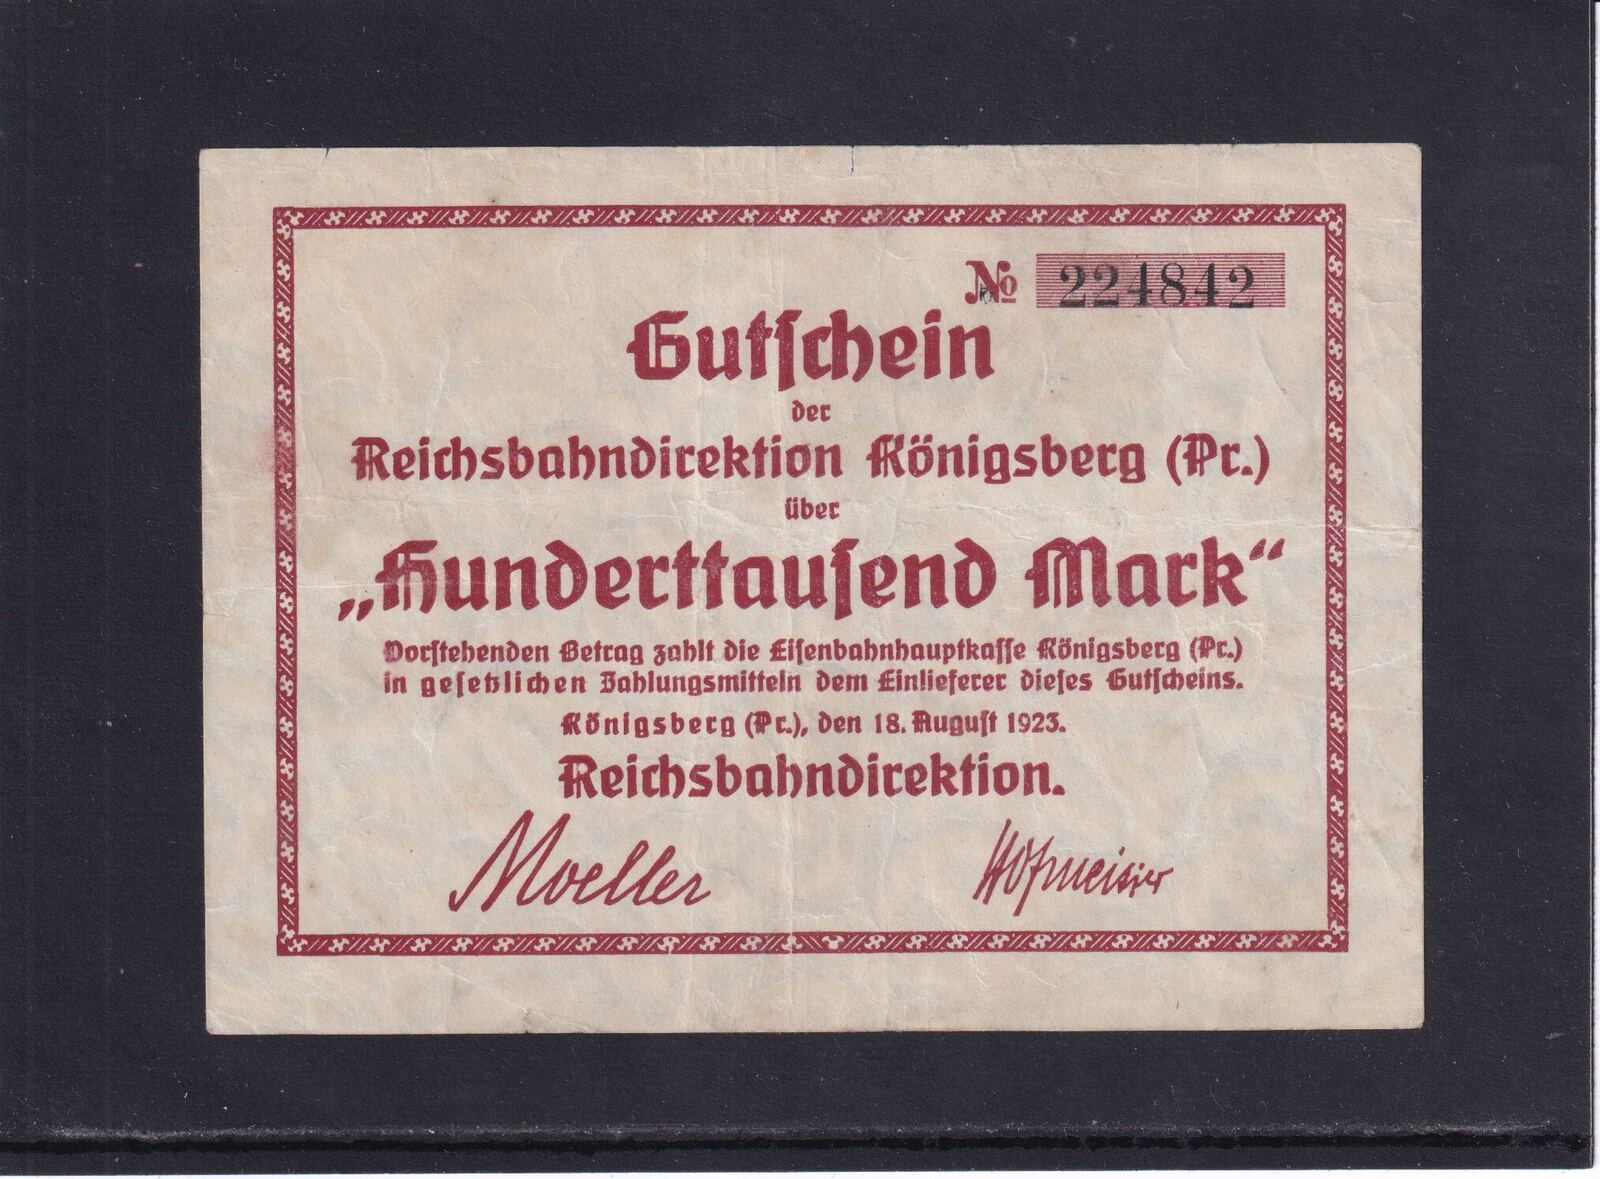 № 224842
Gutſchein
der
Reichsbahndirektion Königsberg (Pr.)
über
„Hunderttauſend Mark“
Vorſtehenden Betrag zahlt die Eiſenbahnhauptkaſſe Königsberg (Pr.)
in geſetzlichen Zahlungsmitteln dem Einlieferer dieſes Gutſcheins.
Königsberg (Pr.), den 18. Auguſt 1923.
Reichsbahndirektion.
Moeller Hofmeister